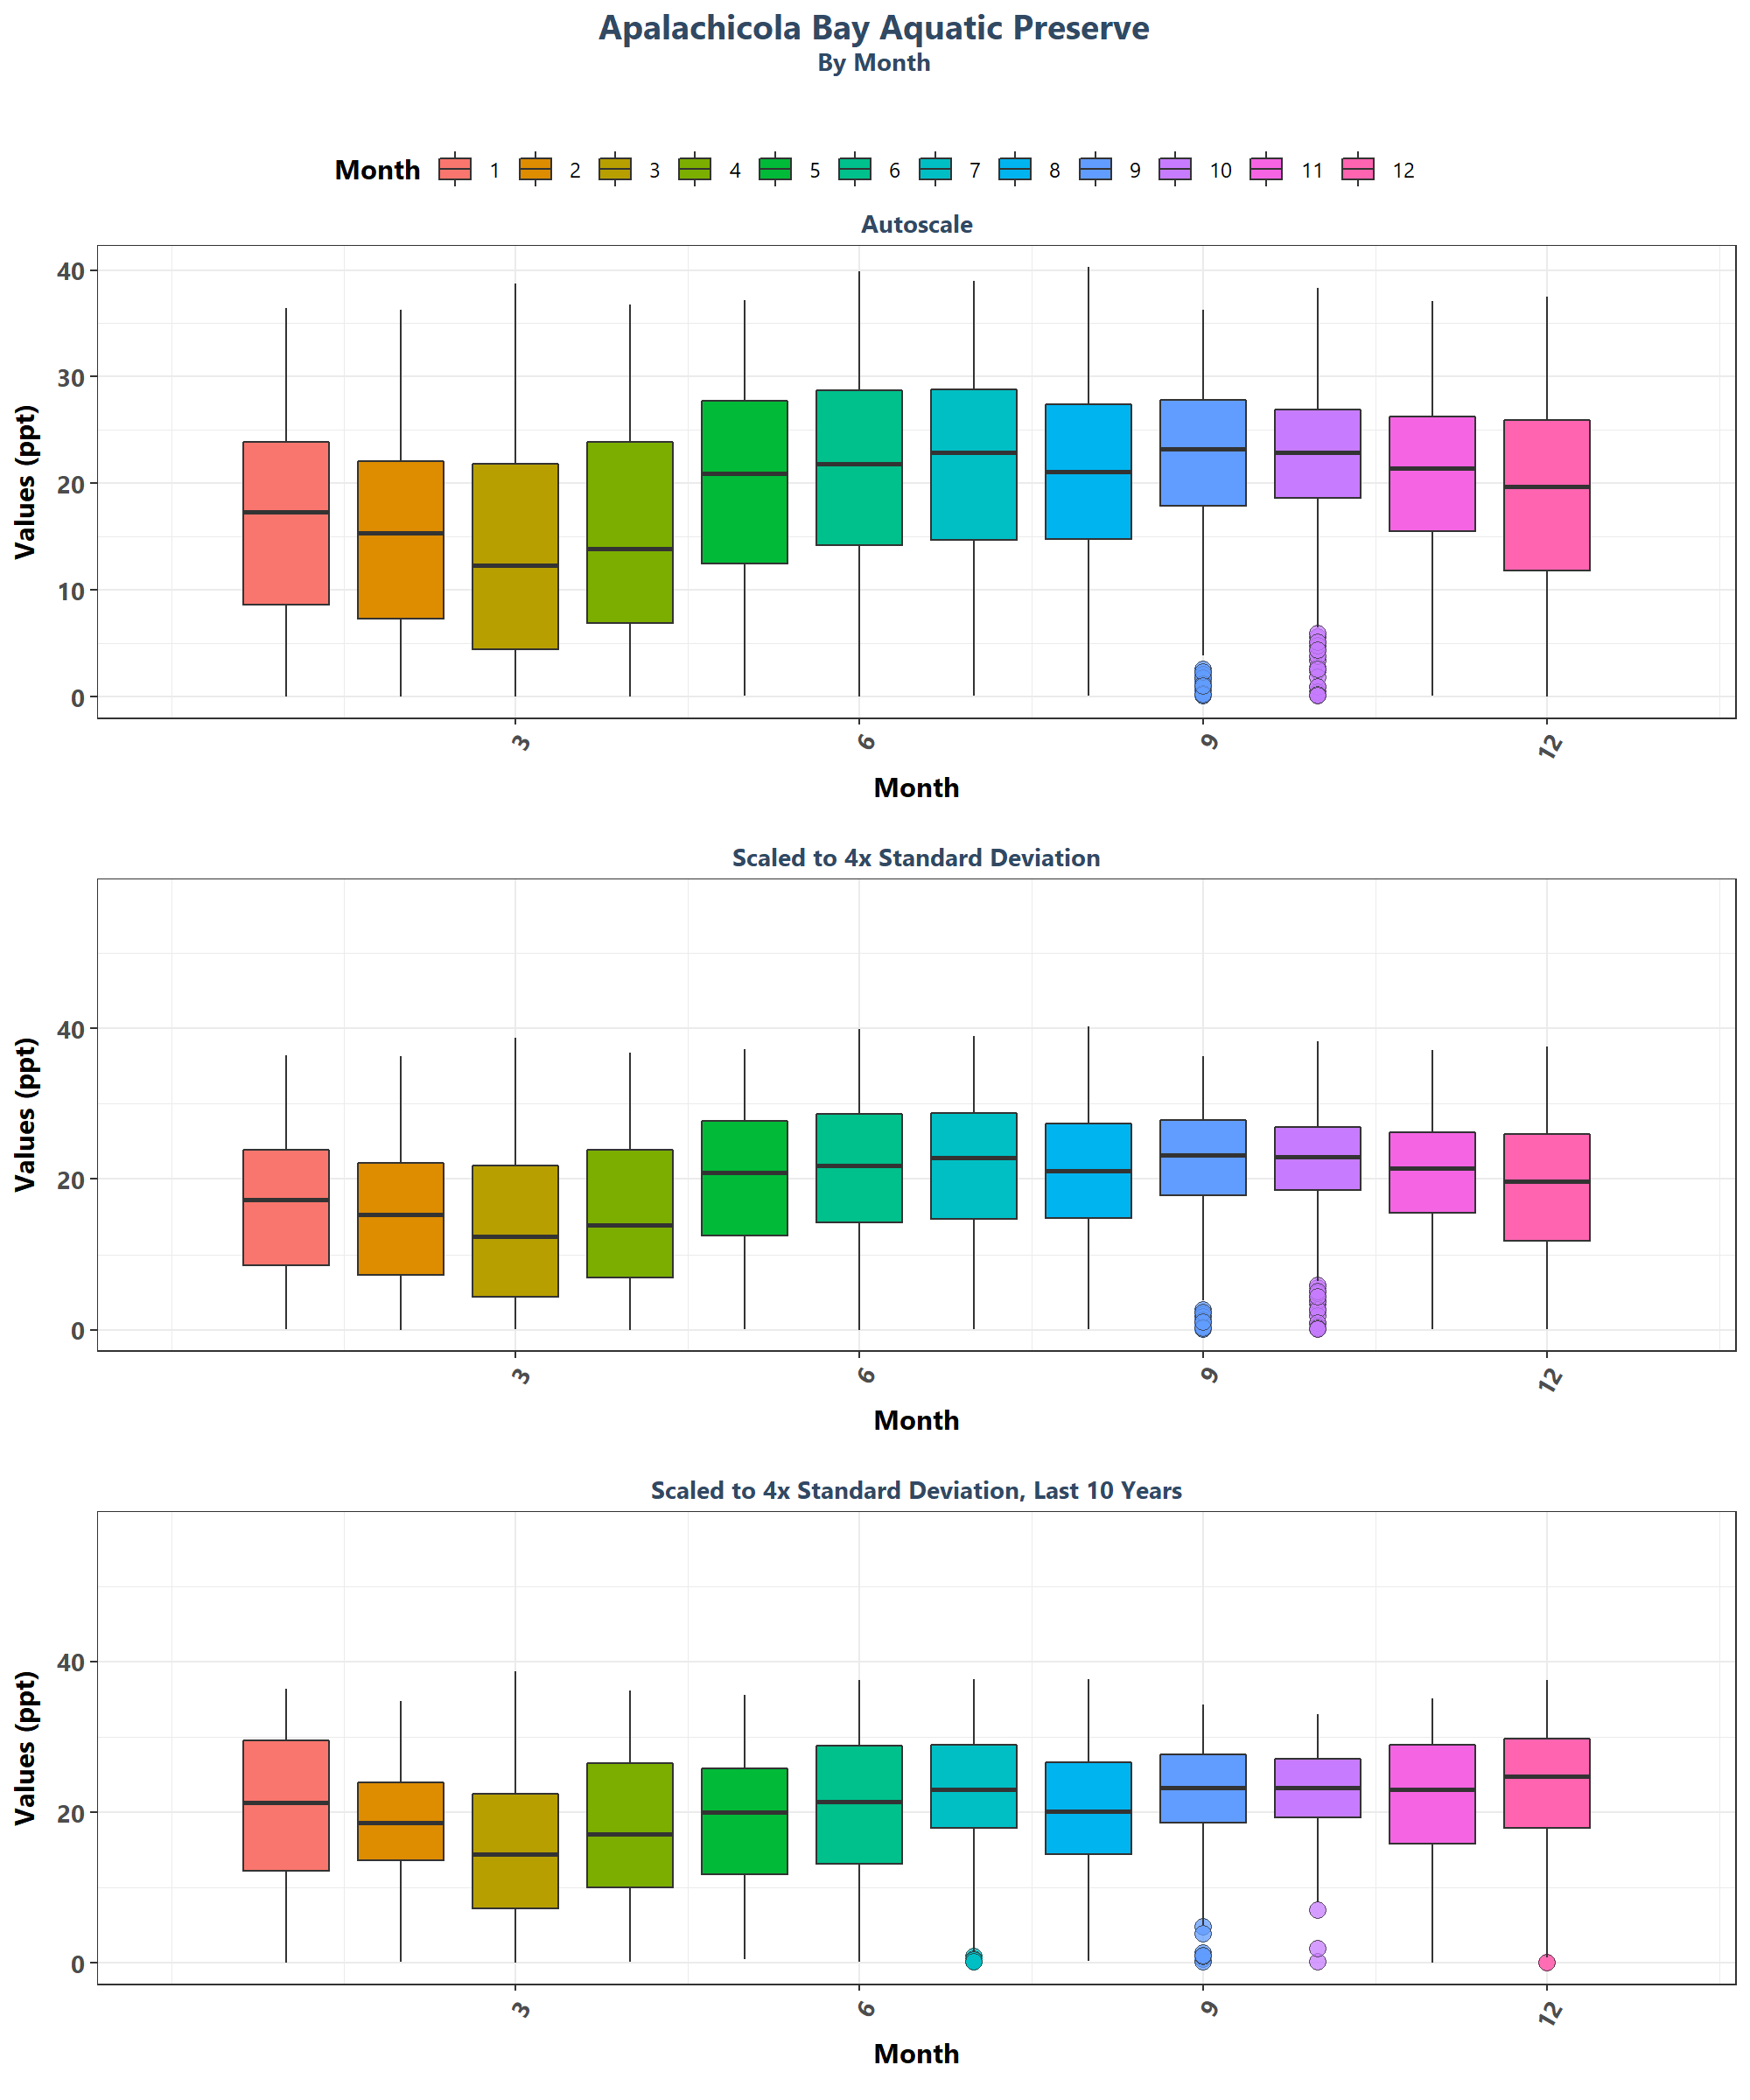 Apalachicola Bay Aquatic Preserve
By Month
Month 1 2 3 4 5 6 7 8 9 10 11 12
Autoscale
Values (ppt)
40
30
20
10
0
3 6 9 12
Month
Scaled to 4x Standard Deviation
Values (ppt)
40
20
0
3 6 9 12
Month
Scaled to 4x Standard Deviation, Last 10 Years
Values (ppt)
40
20
0
3 6 9 12
Month